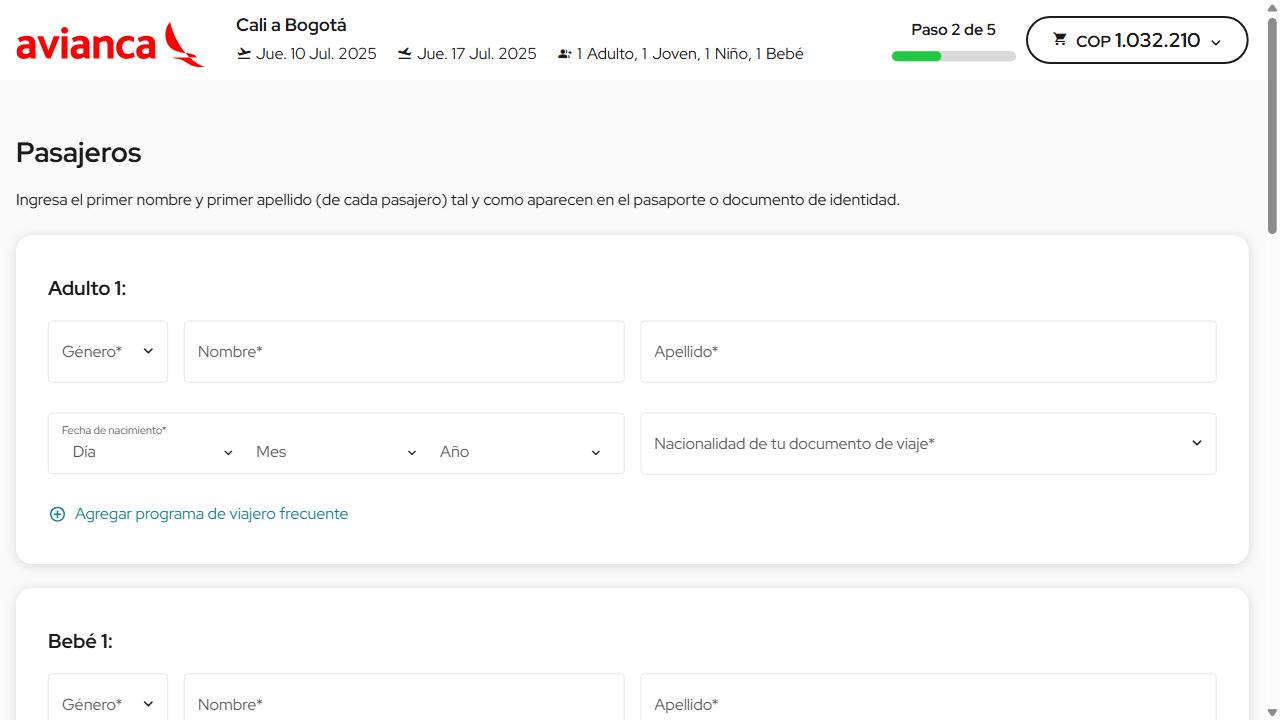 avianca
Cali a Bogotá
Jue. 10 Jul. 2025
Jue. 17 Jul. 2025
1 Adulto, 1 Joven, 1 Niño, 1 Bebé
Paso 2 de 5
COP 1.032.210
Pasajeros
Ingresa el primer nombre y primer apellido (de cada pasajero) tal y como aparecen en el pasaporte o documento de identidad.
Adulto 1:
Género*
Nombre*
Apellido*
Fecha de nacimiento*
Día
Mes
Año
Nacionalidad de tu documento de viaje*
Agregar programa de viajero frecuente
Bebé 1:
Género*
Nombre*
Apellido*